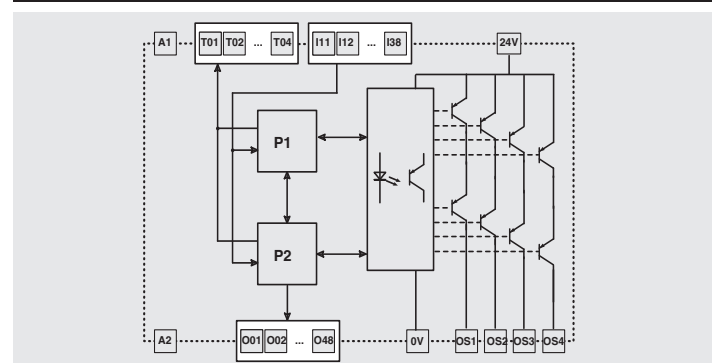 A1 T01 T02 ... T04 I11 I12 ... I38 24V
P1
P2
A2 O01 O02 ... O48 0V OS1 OS2 OS3 OS4